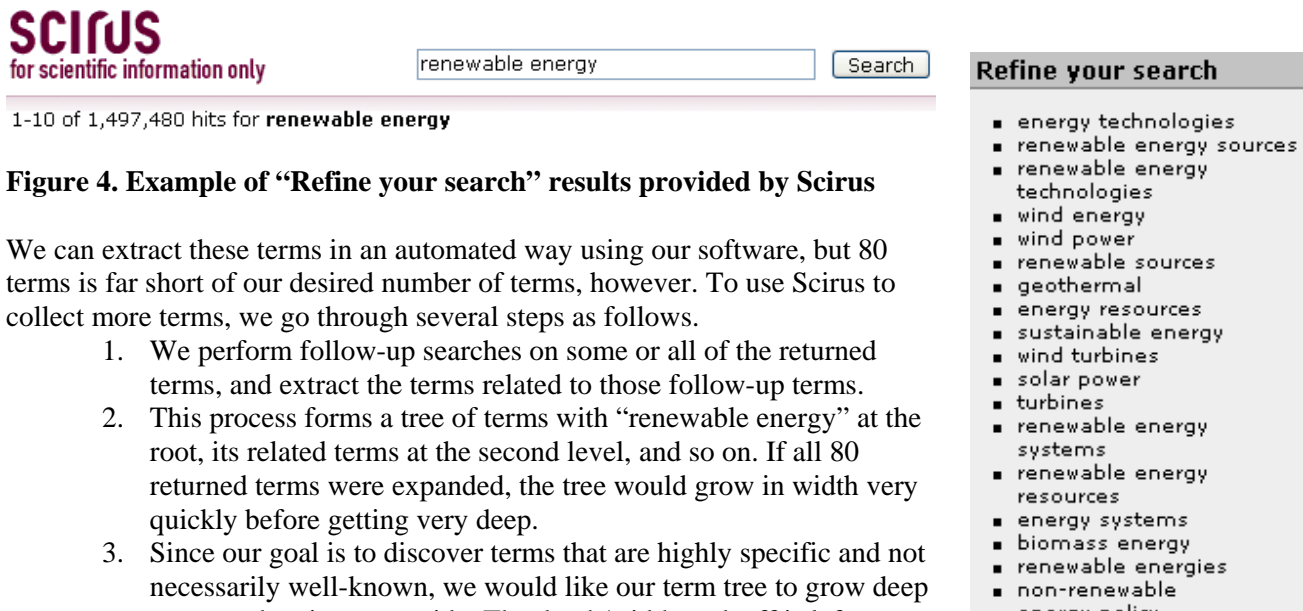 SCIRUS
for scientific information only
renewable energy
Search
1-10 of 1,497,480 hits for renewable energy
Figure 4. Example of “Refine your search” results provided by Scirus
We can extract these terms in an automated way using our software, but 80
terms is far short of our desired number of terms, however. To use Scirus to
collect more terms, we go through several steps as follows.
1. We perform follow-up searches on some or all of the returned
terms, and extract the terms related to those follow-up terms.
2. This process forms a tree of terms with “renewable energy” at the
root, its related terms at the second level, and so on. If all 80
returned terms were expanded, the tree would grow in width very
quickly before getting very deep.
3. Since our goal is to discover terms that are highly specific and not
necessarily well-known, we would like our term tree to grow deep
Refine your search
▪ energy technologies
▪ renewable energy sources
▪ renewable energy
technologies
▪ wind energy
▪ wind power
▪ renewable sources
▪ geothermal
▪ energy resources
▪ sustainable energy
▪ wind turbines
▪ solar power
▪ turbines
▪ renewable energy
systems
▪ renewable energy
resources
▪ energy systems
▪ biomass energy
▪ renewable energies
▪ non-renewable
energy policy